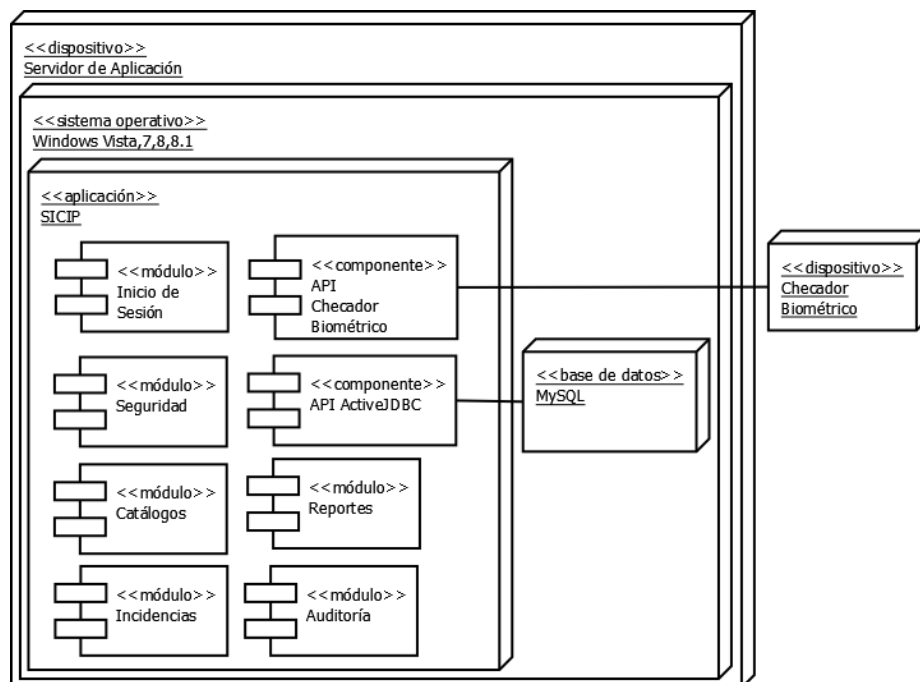 <<dispositivo>>
Servidor de Aplicación
<<sistema operativo>>
Windows Vista,7,8,8.1
<<aplicación>>
SICIP
<<módulo>>
Inicio de
Sesión
<<componente>>
API
Checador
Biométrico
<<dispositivo>>
Checador
Biométrico
<<módulo>>
Seguridad
<<componente>>
API ActiveJDBC
<<base de datos>>
MySQL
<<módulo>>
Catálogos
<<módulo>>
Reportes
<<módulo>>
Incidencias
<<módulo>>
Auditoría